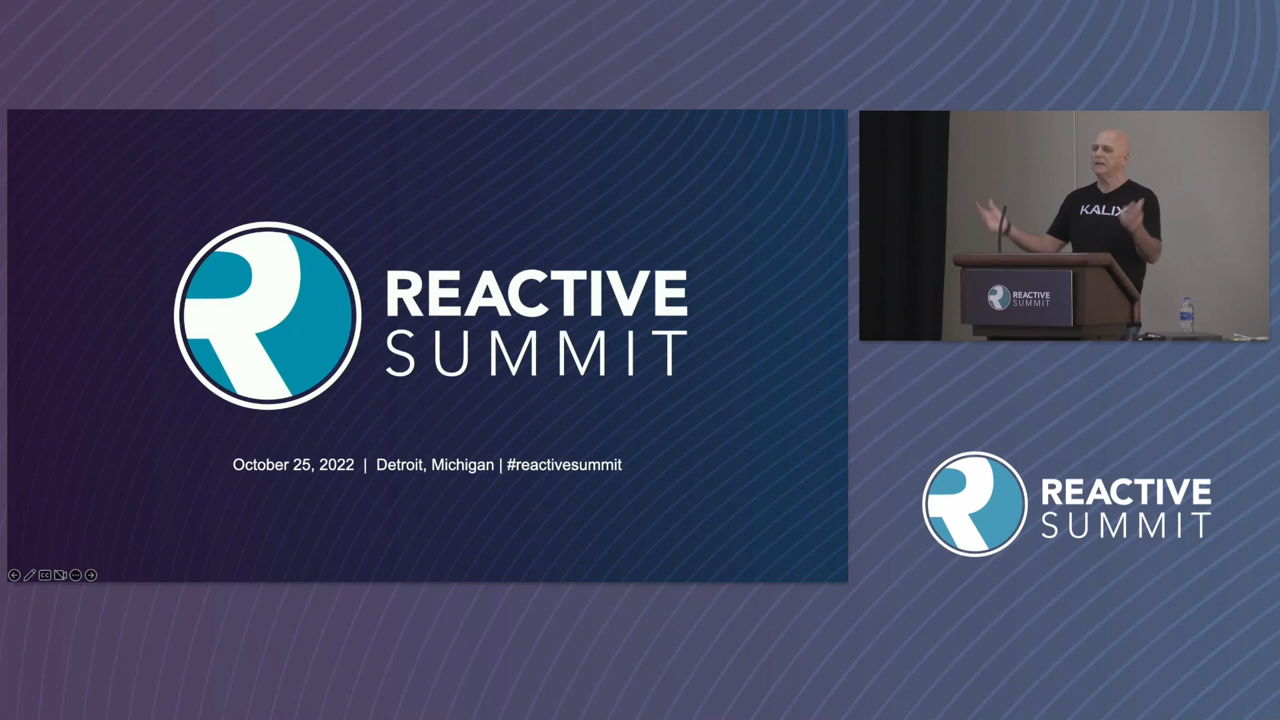 REACTIVE
SUMMIT
October 25, 2022 | Detroit, Michigan | #reactivesummit
KALIX
REACTIVE
SUMMIT
REACTIVE
SUMMIT